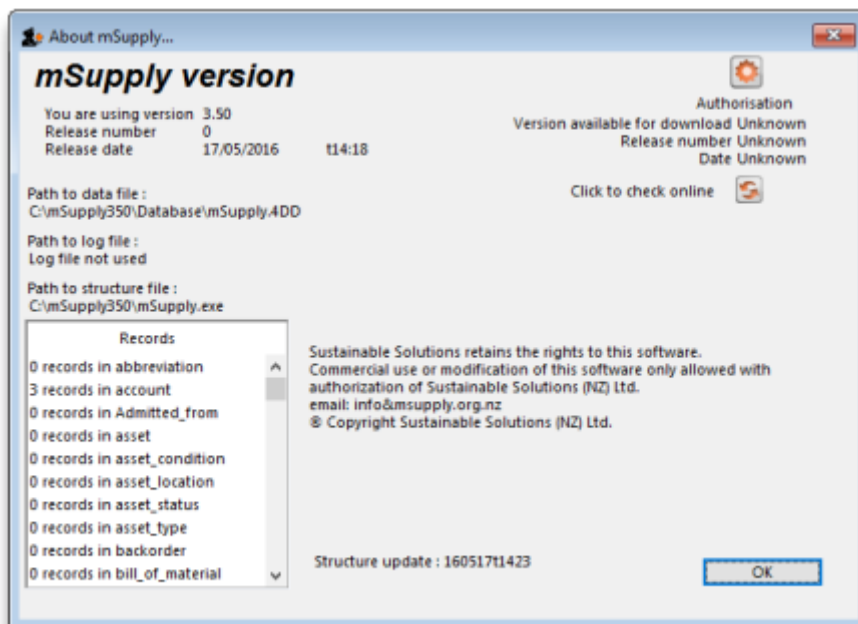 About mSupply...
mSupply version
You are using version 3.50
Release number 0
Release date 17/05/2016 t14:18
Authorisation
Version available for download Unknown
Release number Unknown
Date Unknown
Click to check online
Path to data file :
C:\mSupply350\Database\mSupply.4DD
Path to log file :
Log file not used
Path to structure file :
C:\mSupply350\mSupply.exe
Records
0 records in abbreviation
3 records in account
0 records in Admitted_from
0 records in asset
0 records in asset_condition
0 records in asset_location
0 records in asset_status
0 records in asset_type
0 records in backorder
0 records in bill_of_material
Sustainable Solutions retains the rights to this software.
Commercial use or modification of this software only allowed with
authorization of Sustainable Solutions (NZ) Ltd.
email: info&msupply.org.nz
® Copyright Sustainable Solutions (NZ) Ltd.
Structure update : 160517t1423
OK